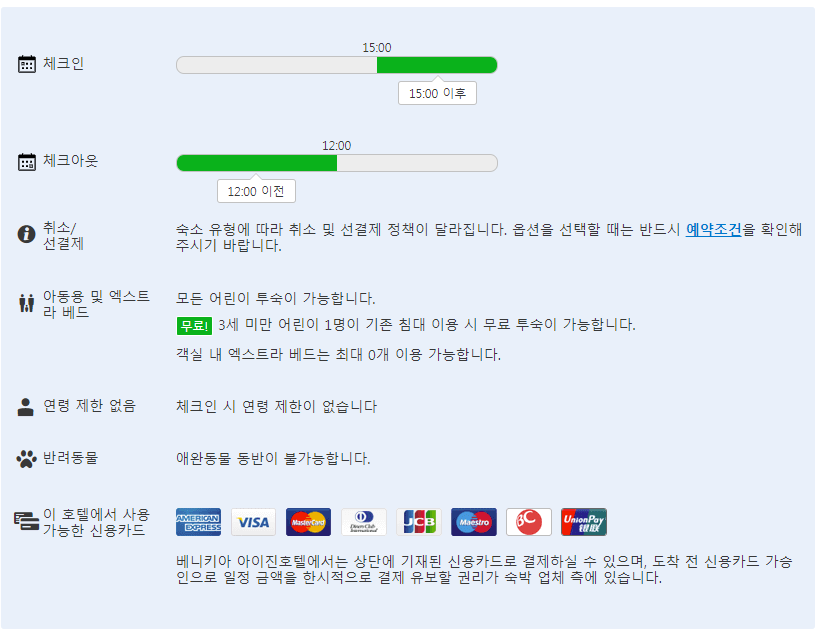 15:00
체크인
15:00 이후
12:00
체크아웃
12:00 이전
취소/
선결제
숙소 유형에 따라 취소 및 선결제 정책이 달라집니다. 옵션을 선택할 때는 반드시 예약조건을 확인해
주시기 바랍니다.
아동용 및 엑스트
라 베드
모든 어린이 투숙이 가능합니다.
무료! 3세 미만 어린이 1명이 기존 침대 이용 시 무료 투숙이 가능합니다.
객실 내 엑스트라 베드는 최대 0개 이용 가능합니다.
연령 제한 없음
체크인 시 연령 제한이 없습니다
반려동물
애완동물 동반이 불가능합니다.
이 호텔에서 사용
가능한 신용카드
AMERICAN
EXPRESS
VISA
MasterCard
Diners Club
International
JCB
Maestro
BC
UnionPay
银联
베니키아 아이진호텔에서는 상단에 기재된 신용카드로 결제하실 수 있으며, 도착 전 신용카드 가승
인으로 일정 금액을 한시적으로 결제 유보할 권리가 숙박 업체 측에 있습니다.